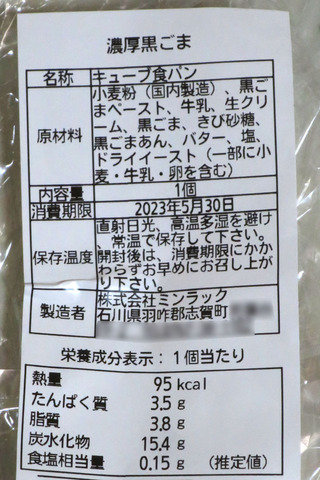 濃厚黒ごま
名称 キューブ食パン
原材料 小麦粉（国内製造）、黒ご
まペースト、牛乳、生クリ
ーム、黒ごま、きび砂糖、
黒ごまあん、バター、塩、
ドライイースト（一部に小
麦・牛乳・卵を含む）
内容量 1個
消費期限 2023年5月30日
保存温度 直射日光、高温多湿を避け
、常温で保存して下さい。
開封後は、消費期限にかか
わらずお早めにお召し上が
り下さい。
製造者 株式会社ミンラック
石川県羽咋郡志賀町
栄養成分表示：1個当たり
熱量 95 kcal
たんぱく質 3.5 g
脂質 3.8 g
炭水化物 15.4 g
食塩相当量 0.15 g （推定値）